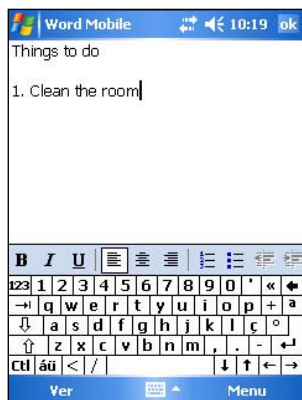 Word Mobile 10:19 ok
Things to do
1. Clean the room
B I U
123 1 2 3 4 5 6 7 8 9 0 ' «
q w e r t y u i o p + ª
a s d f g h j k l ç º
z x c v b n m , . -
Ctl áü < /
Ver Menu